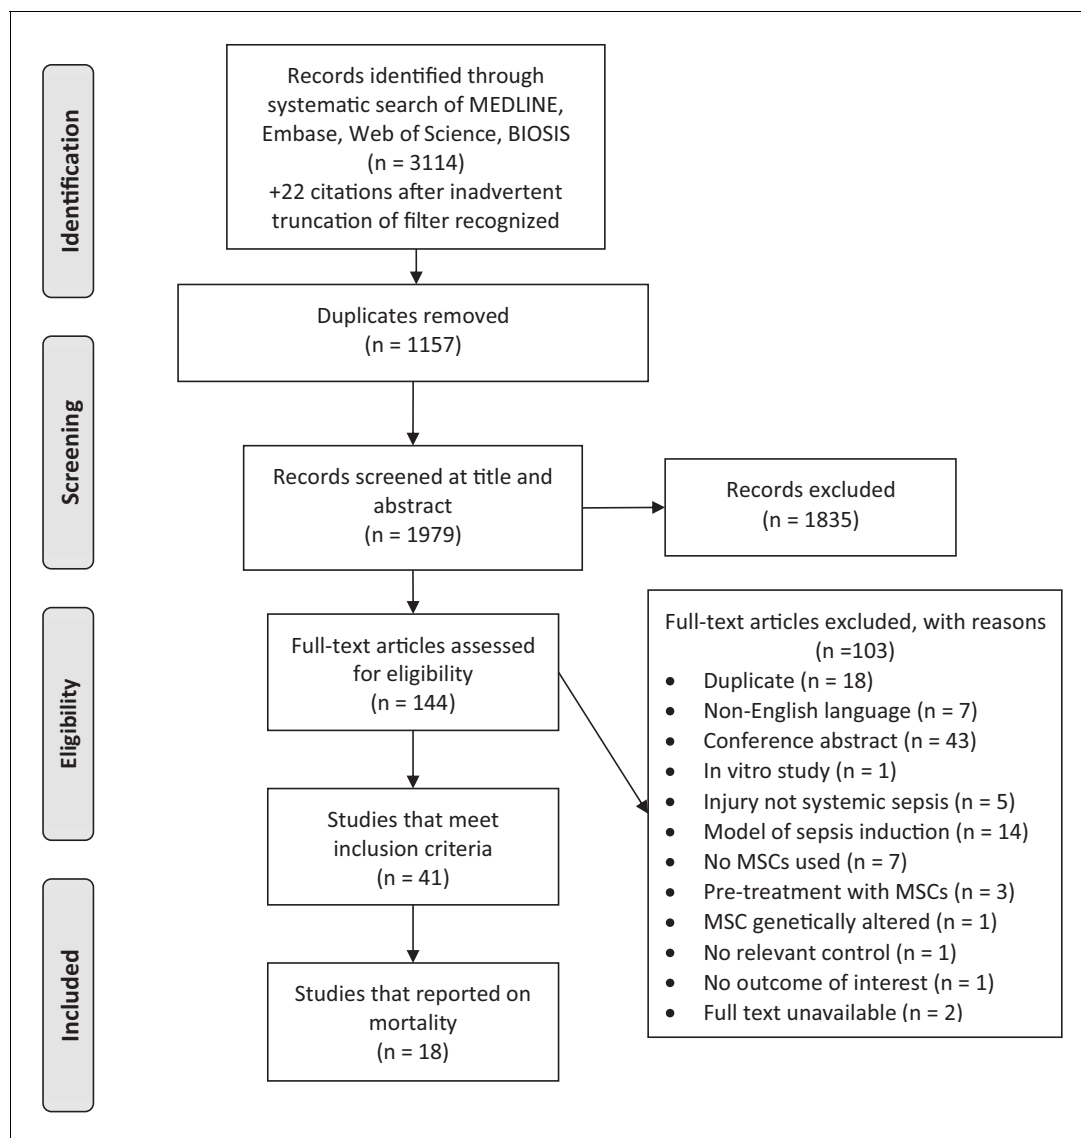 Identification
Records identified through
systematic search of MEDLINE,
Embase, Web of Science, BIOSIS
(n = 3114)
+22 citations after inadvertent
truncation of filter recognized
Duplicates removed
(n = 1157)
Screening
Records screened at title and
abstract
(n = 1979)
Records excluded
(n = 1835)
Eligibility
Full-text articles assessed
for eligibility
(n = 144)
Full-text articles excluded, with reasons
(n =103)
• Duplicate (n = 18)
• Non-English language (n = 7)
• Conference abstract (n = 43)
• In vitro study (n = 1)
• Injury not systemic sepsis (n = 5)
• Model of sepsis induction (n = 14)
• No MSCs used (n = 7)
• Pre-treatment with MSCs (n = 3)
• MSC genetically altered (n = 1)
• No relevant control (n = 1)
• No outcome of interest (n = 1)
• Full text unavailable (n = 2)
Studies that meet
inclusion criteria
(n = 41)
Included
Studies that reported on
mortality
(n = 18)